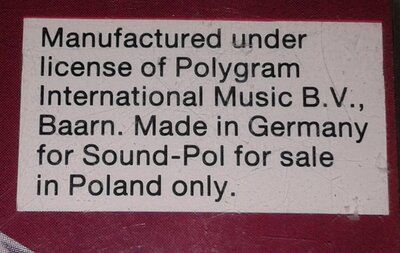 Manufactured under
license of Polygram
International Music B.V.,
Baarn. Made in Germany
for Sound-Pol for sale
in Poland only.